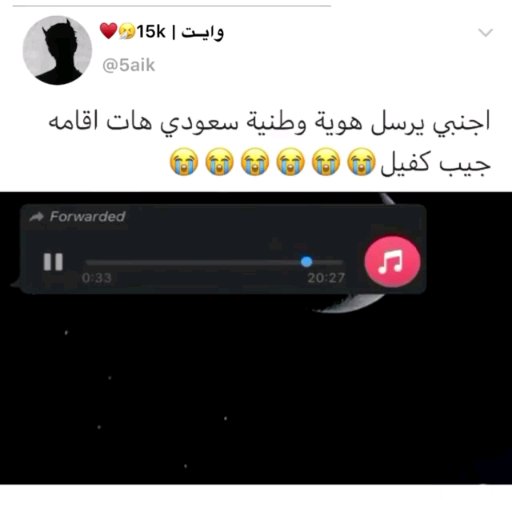 وايت | 15k🤧♥️
@5aik
اجنبي يرسل هوية وطنية سعودي هات اقامه
جيب كفيل😭😭😭😭😭😭
Forwarded
0:33 20:27